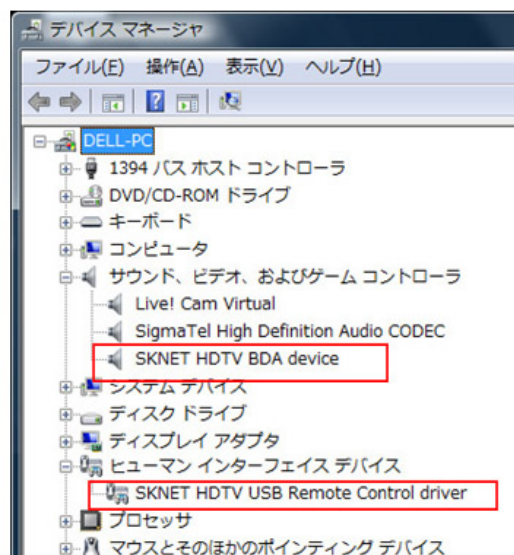 デバイス マネージャ
ファイル(F) 操作(A) 表示(V) ヘルプ(H)
DELL-PC
1394 バス ホスト コントローラ
DVD/CD-ROM ドライブ
キーボード
コンピュータ
サウンド、ビデオ、およびゲーム コントローラ
Live! Cam Virtual
SigmaTel High Definition Audio CODEC
SKNET HDTV BDA device
システム デバイス
ディスク ドライブ
ディスプレイ アダプタ
ヒューマン インターフェイス デバイス
SKNET HDTV USB Remote Control driver
プロセッサ
マウスとそのほかのポインティング デバイス